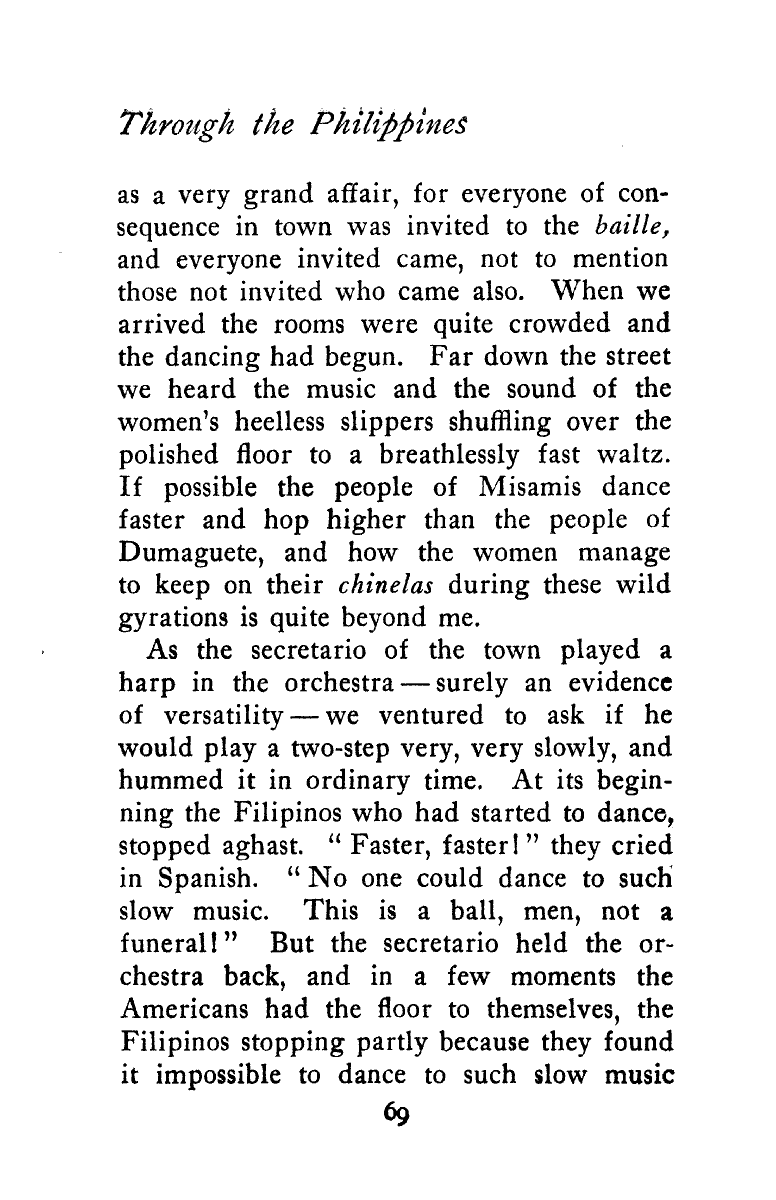 Through the Philippines
as a very grand affair, for everyone of con-
sequence in town was invited to the baille,
and everyone invited came, not to mention
those not invited who came also. When we
arrived the rooms were quite crowded and
the dancing had begun. Far down the street
we heard the music and the sound of the
women's heelless slippers shuffling over the
polished floor to a breathlessly fast waltz.
If possible the people of Misamis dance
faster and hop higher than the people of
Dumaguete, and how the women manage
to keep on their chinelas during these wild
gyrations is quite beyond me.
As the secretario of the town played a
harp in the orchestra — surely an evidence
of versatility — we ventured to ask if he
would play a two-step very, very slowly, and
hummed it in ordinary time. At its begin-
ning the Filipinos who had started to dance,
stopped aghast. " Faster, faster! " they cried
in Spanish. " No one could dance to such
slow music. This is a ball, men, not a
funeral! " But the secretario held the or-
chestra back, and in a few moments the
Americans had the floor to themselves, the
Filipinos stopping partly because they found
it impossible to dance to such slow music
69